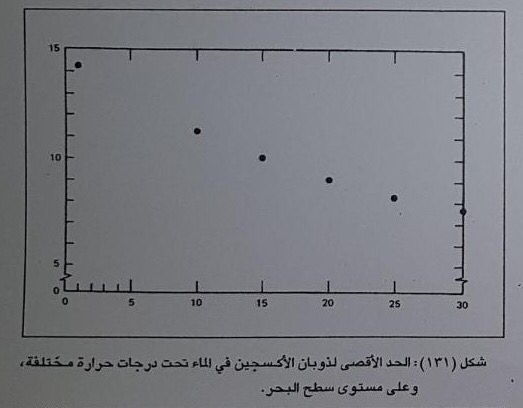 15
10
5
0
0 5 10 15 20 25 30
شكل (١٣١): الحد الأقصى لذوبان الأكسجين في الماء تحت درجات حرارة مختلفة،
وعلى مستوى سطح البحر.